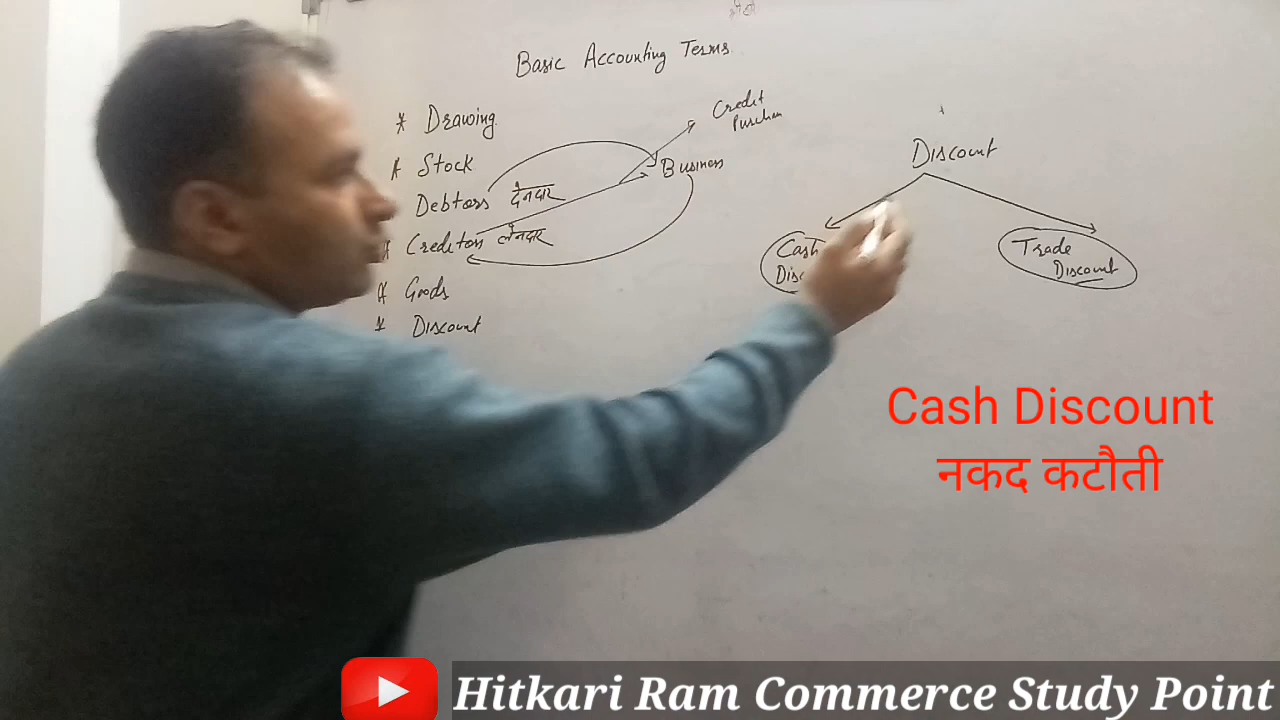 Basic Accounting Terms
* Drawing
* Stock
Debtors देनदार
* Creditors लेनदार
* Goods
* Discount
Business
Credit
Purchase
Discount
Cash
Trade
Discount
Cash Discount
नकद कटौती
Hitkari Ram Commerce Study Point